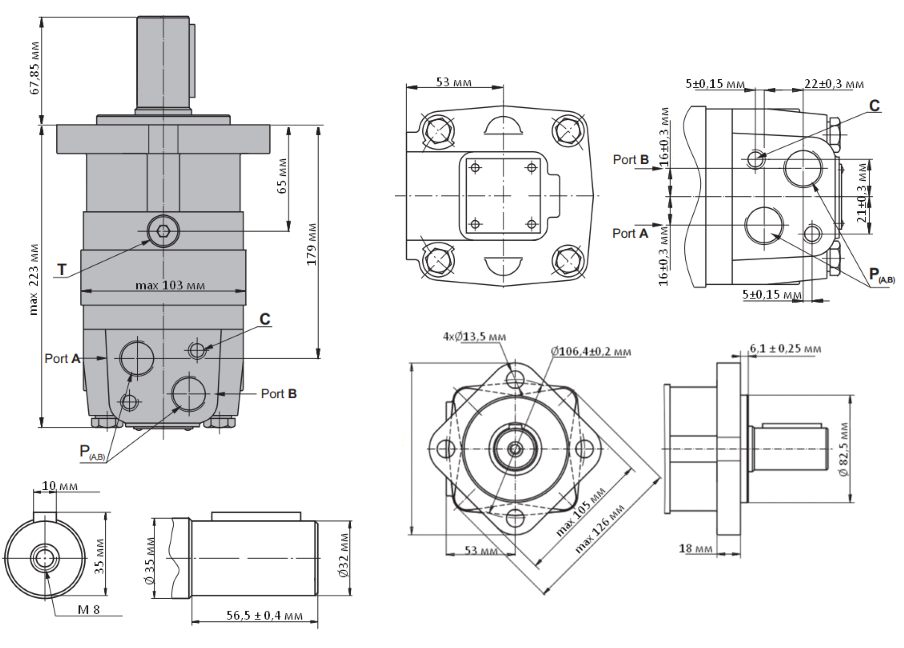 67,85 мм
max 223 мм
65 мм
179 мм
T
max 103 мм
C
Port A
Port B
P(A,B)
53 мм
5±0,15 мм
22±0,3 мм
C
Port B
16±0,3 мм
Port A
16±0,3 мм
21±0,3 мм
P(A,B)
5±0,15 мм
4xØ13,5 мм
Ø106,4±0,2 мм
max 105 мм
max 126 мм
53 мм
6,1 ± 0,25 мм
Ø 82,5 мм
18 мм
10 мм
35 мм
M 8
Ø 35 мм
Ø32 мм
56,5 ± 0,4 мм